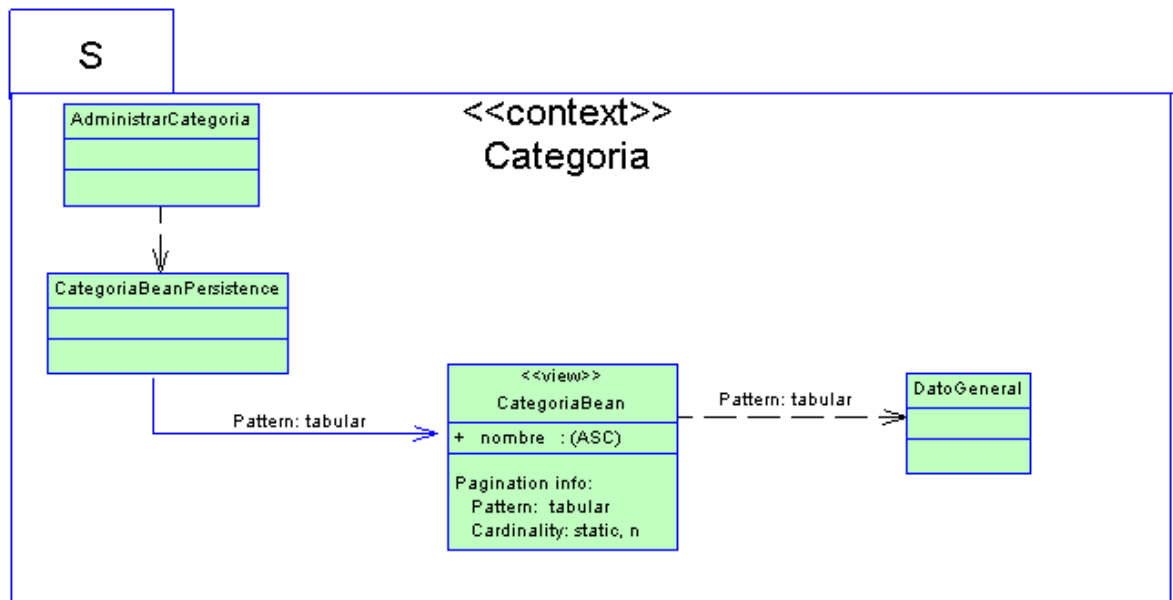 S
<<context>>
Categoria
AdministrarCategoria
CategoriaBeanPersistence
Pattern: tabular
<<view>>
CategoriaBean
+ nombre : (ASC)
Pagination info:
Pattern: tabular
Cardinality: static, n
Pattern: tabular
DatoGeneral